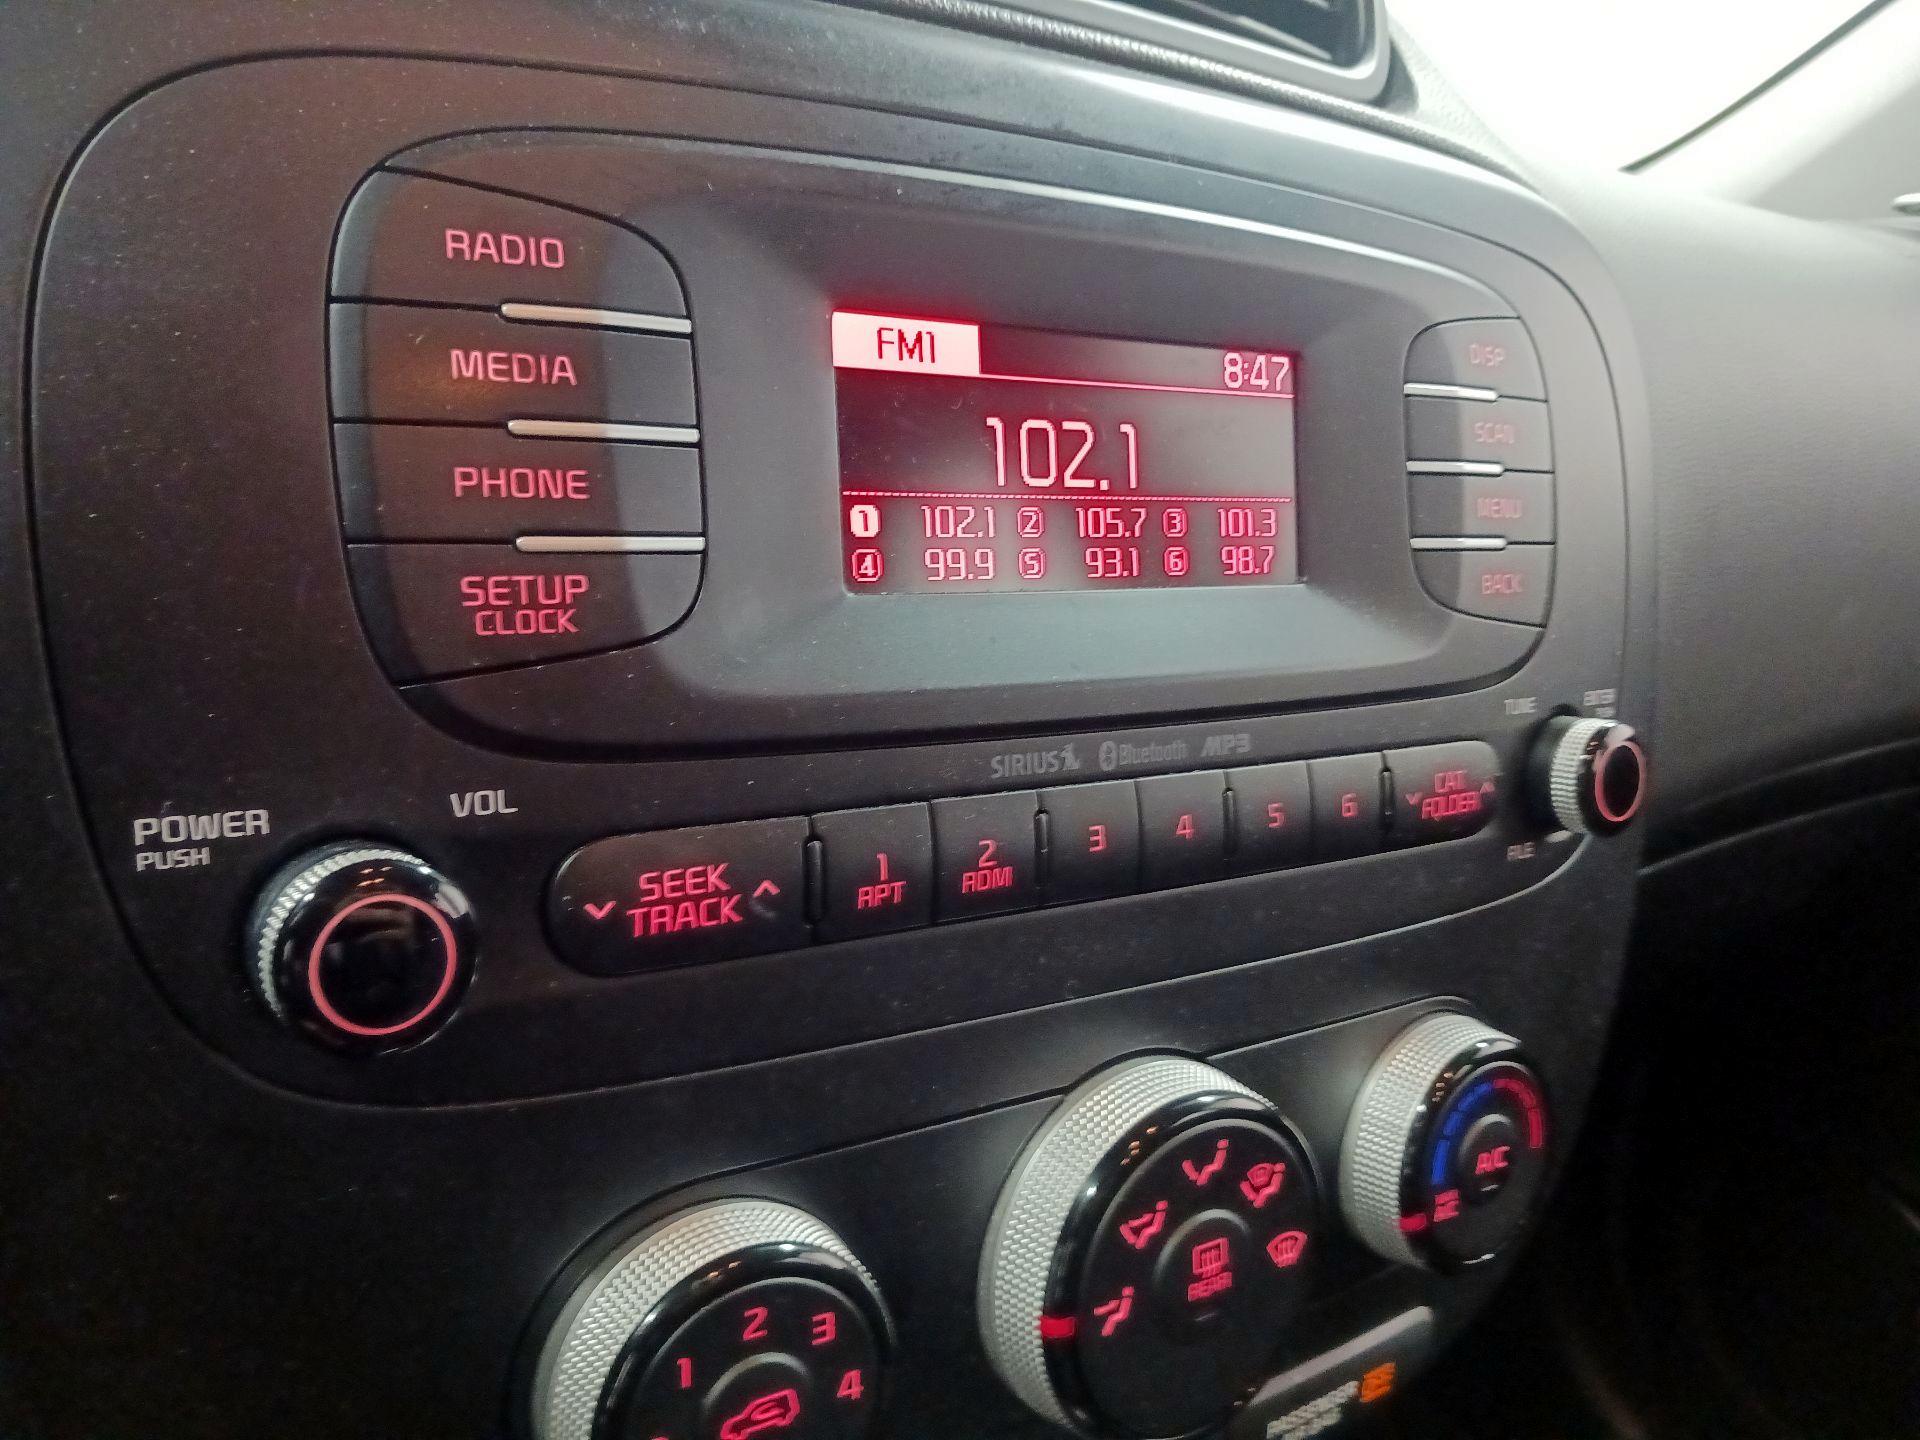 RADIO
MEDIA
PHONE
SETUP
CLOCK
FM1 8:47
102.1
1 102.1 2 105.7 3 101.3
4 99.9 5 93.1 6 98.7
DISP
SCAN
MENU
BACK
SIRIUS Bluetooth MP3
TUNE
FILE
POWER
PUSH
VOL
SEEK
TRACK
1
RPT
2
RDM
3
4
5
6
CAT
FOLDER
A/C
REAR
1 2 3 4